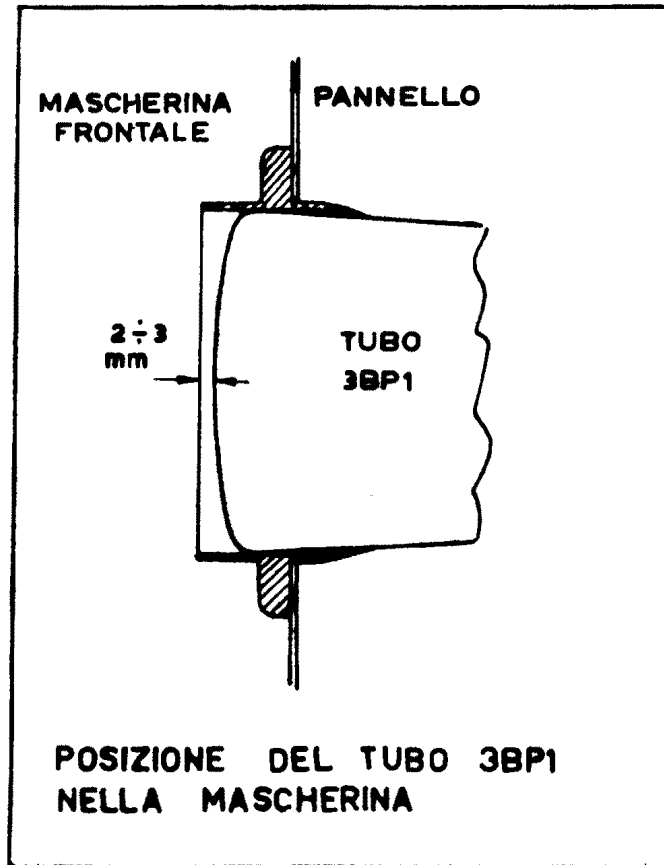 MASCHERINA
FRONTALE
PANNELLO
2÷3
mm
TUBO
3BP1
POSIZIONE DEL TUBO 3BP1
NELLA MASCHERINA